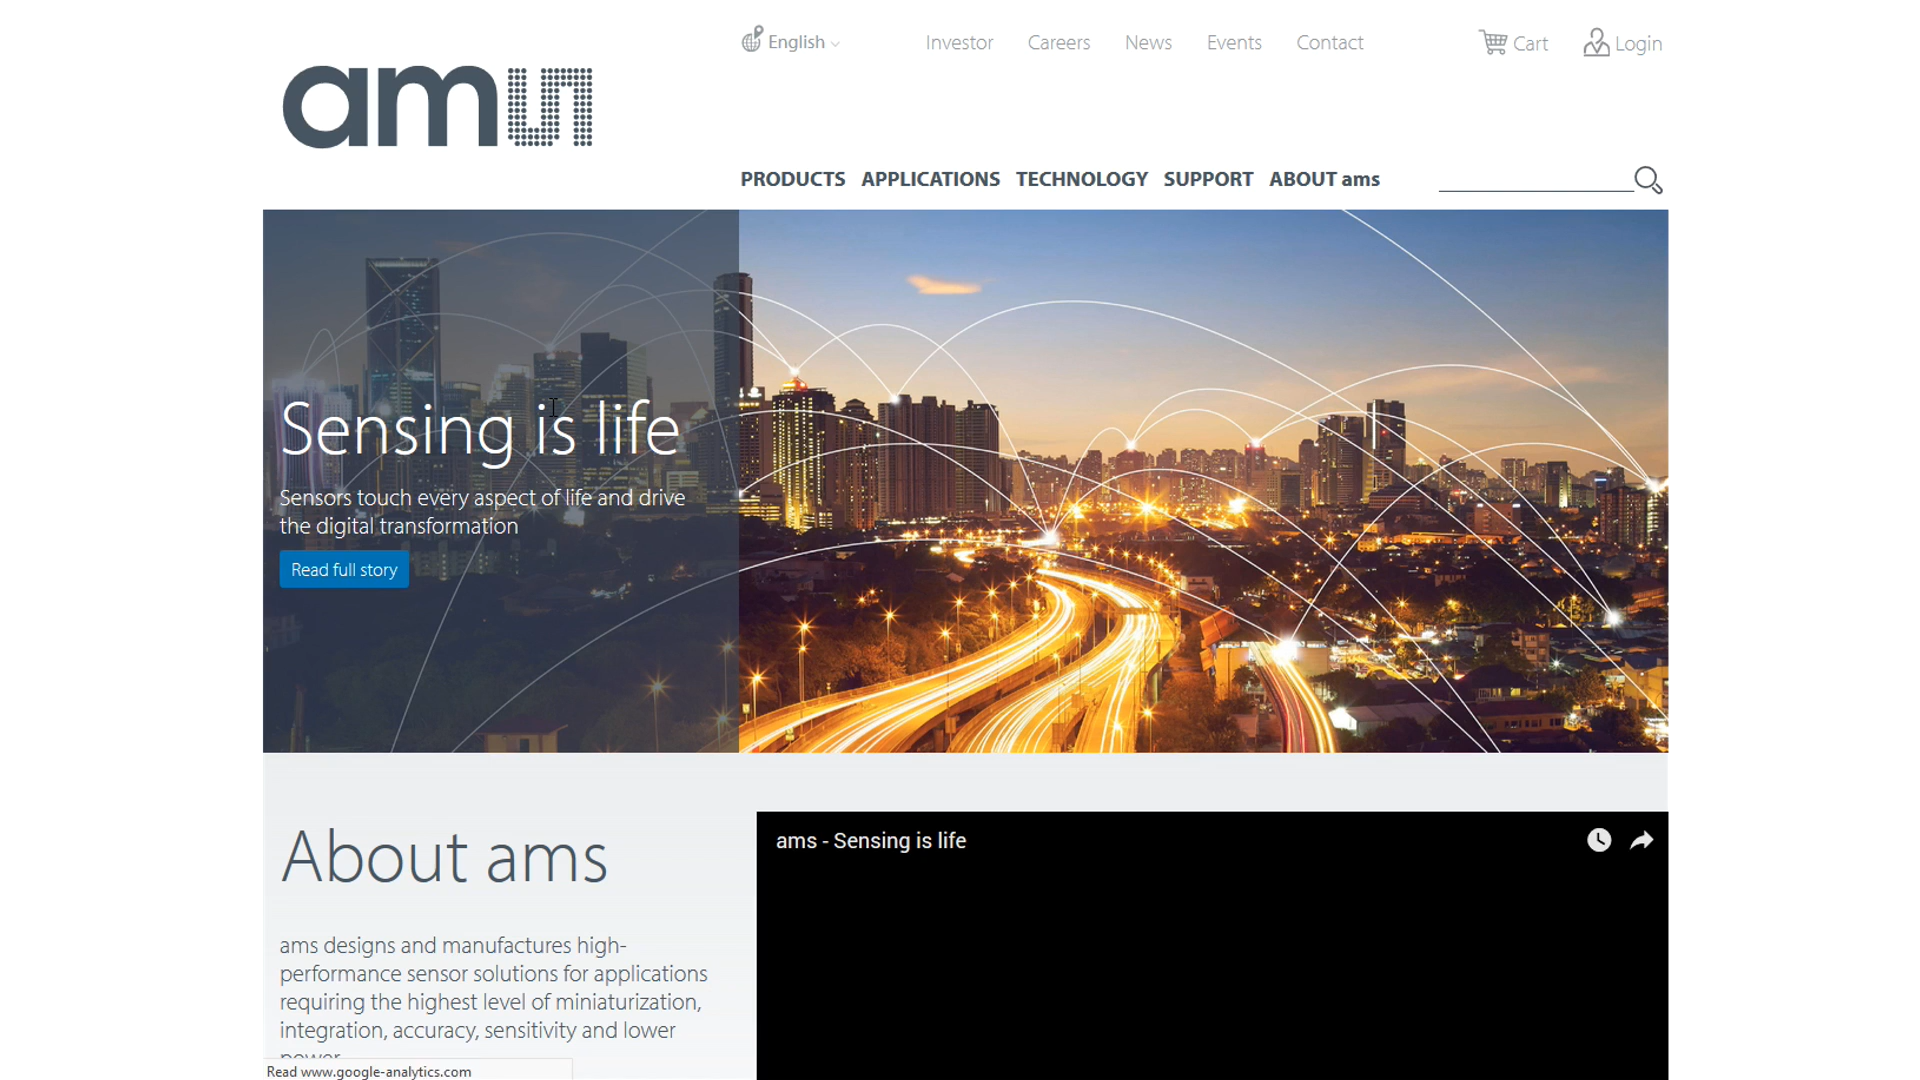 English
Investor Careers News Events Contact
Cart Login
ams
PRODUCTS APPLICATIONS TECHNOLOGY SUPPORT ABOUT ams
Sensing is life
Sensors touch every aspect of life and drive
the digital transformation
Read full story
About ams
ams - Sensing is life
ams designs and manufactures high-
performance sensor solutions for applications
requiring the highest level of miniaturization,
integration, accuracy, sensitivity and lower
power
Read www.google-analytics.com